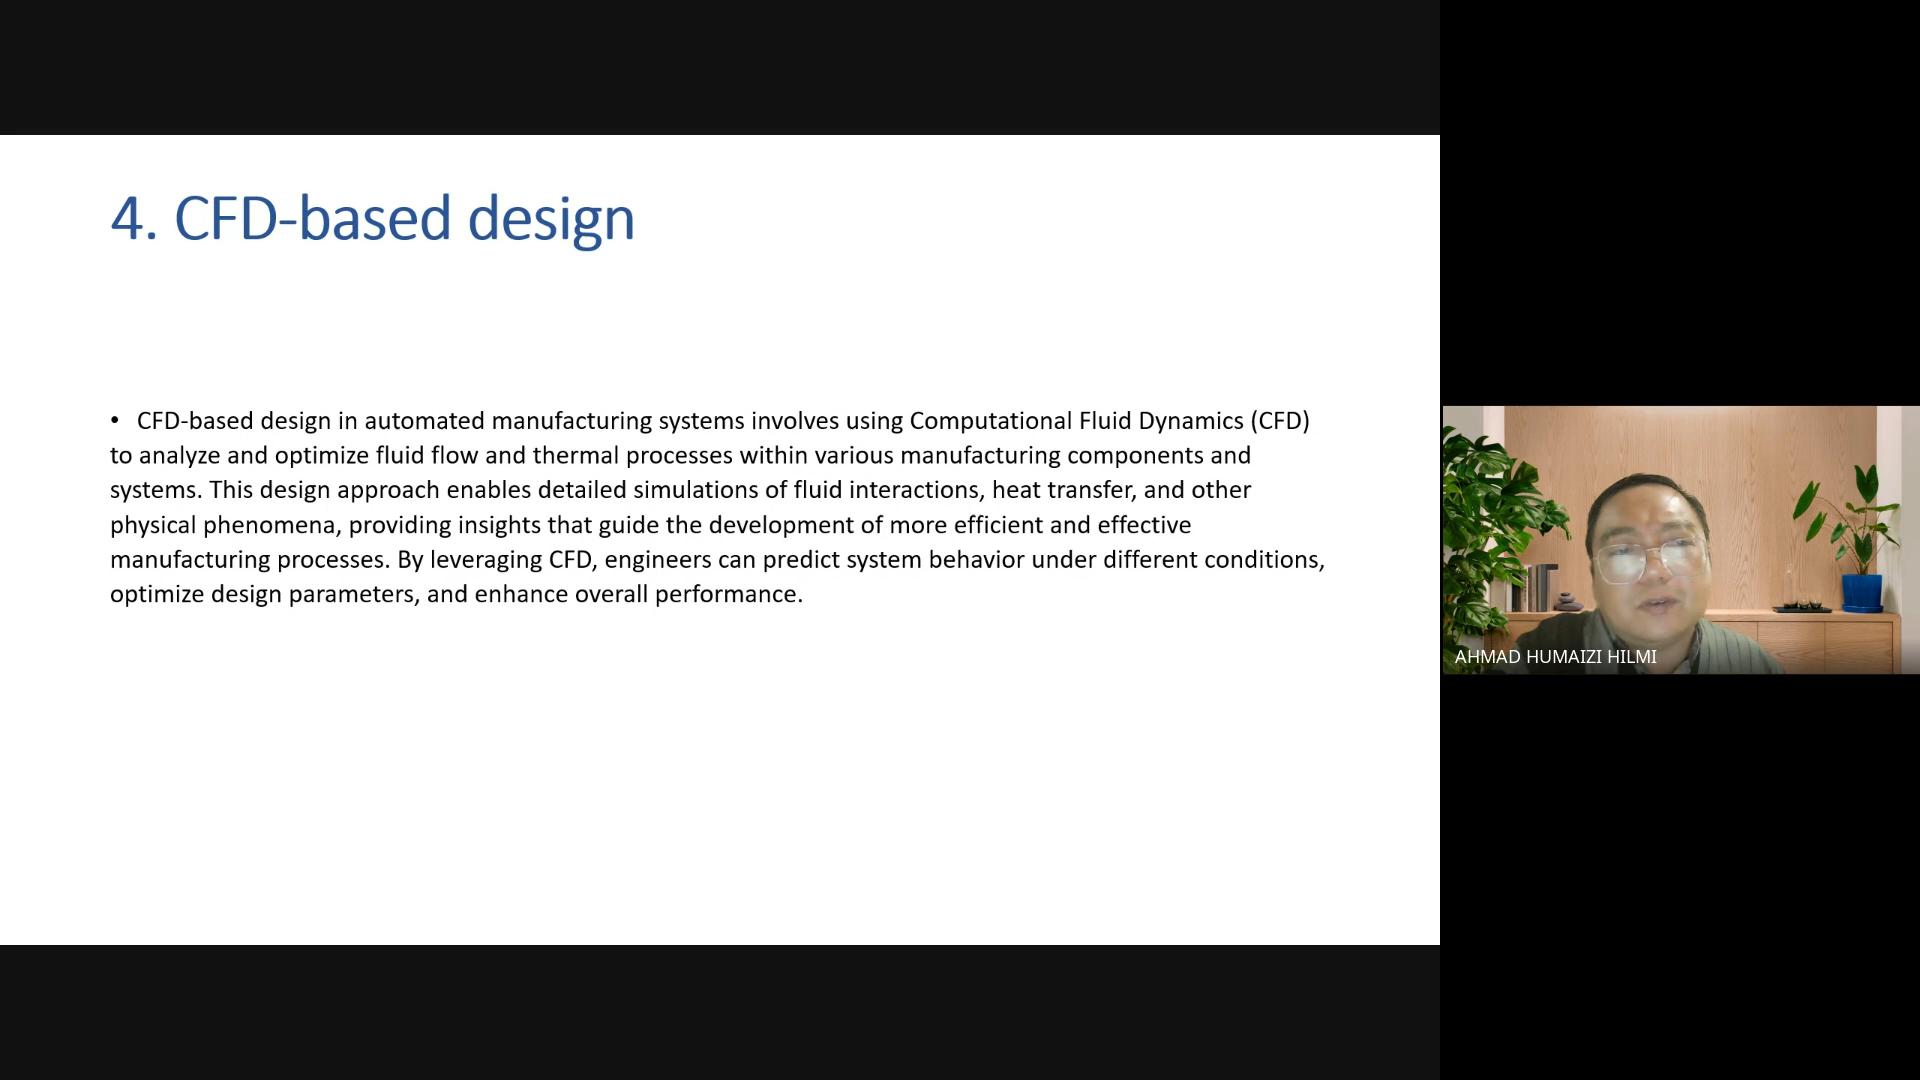 4. CFD-based design
• CFD-based design in automated manufacturing systems involves using Computational Fluid Dynamics (CFD)
to analyze and optimize fluid flow and thermal processes within various manufacturing components and
systems. This design approach enables detailed simulations of fluid interactions, heat transfer, and other
physical phenomena, providing insights that guide the development of more efficient and effective
manufacturing processes. By leveraging CFD, engineers can predict system behavior under different conditions,
optimize design parameters, and enhance overall performance.
AHMAD HUMAIZI HILMI